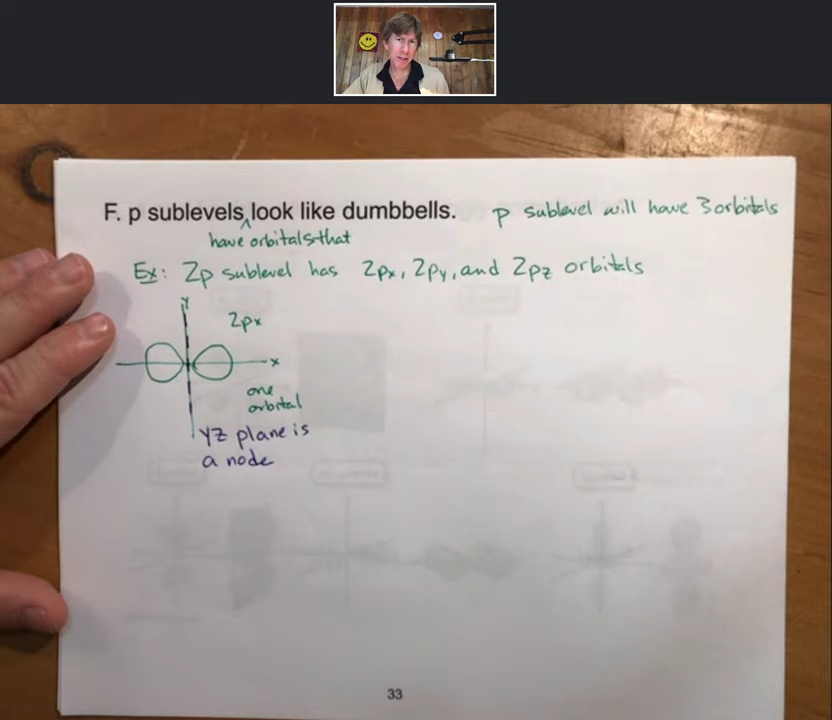 F. p sublevels ^ look like dumbbells. p sublevel will have 3 orbitals
have orbitals that
Ex: 2p sublevel has 2px, 2py, and 2pz orbitals
Y
2px
x
one
orbital
YZ plane is
a node
33